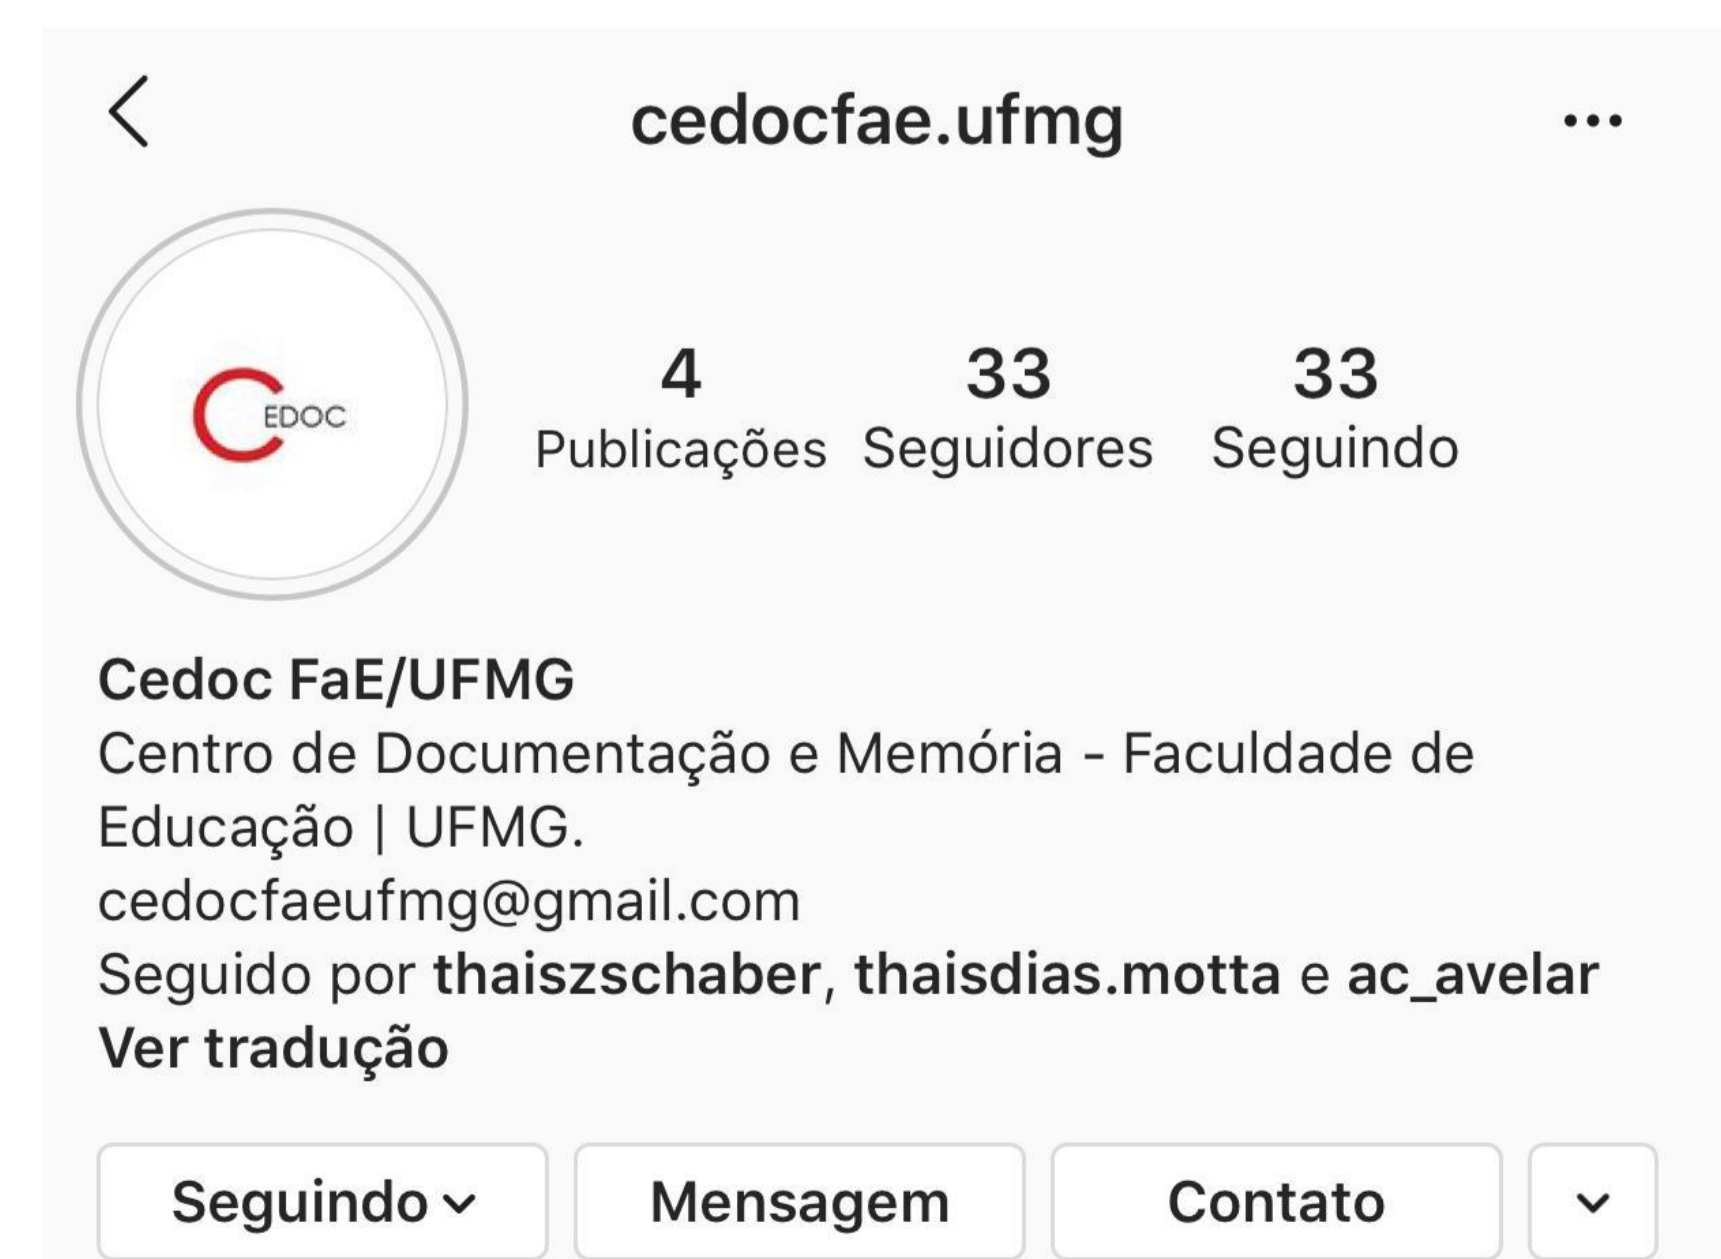 cedocfae.ufmg
CEDOC
4 33 33
Publicações Seguidores Seguindo
Cedoc FaE/UFMG
Centro de Documentação e Memória - Faculdade de
Educação | UFMG.
cedocfaeufmg@gmail.com
Seguido por thaiszschaber, thaisdias.motta e ac_avelar
Ver tradução
Seguindo Mensagem Contato